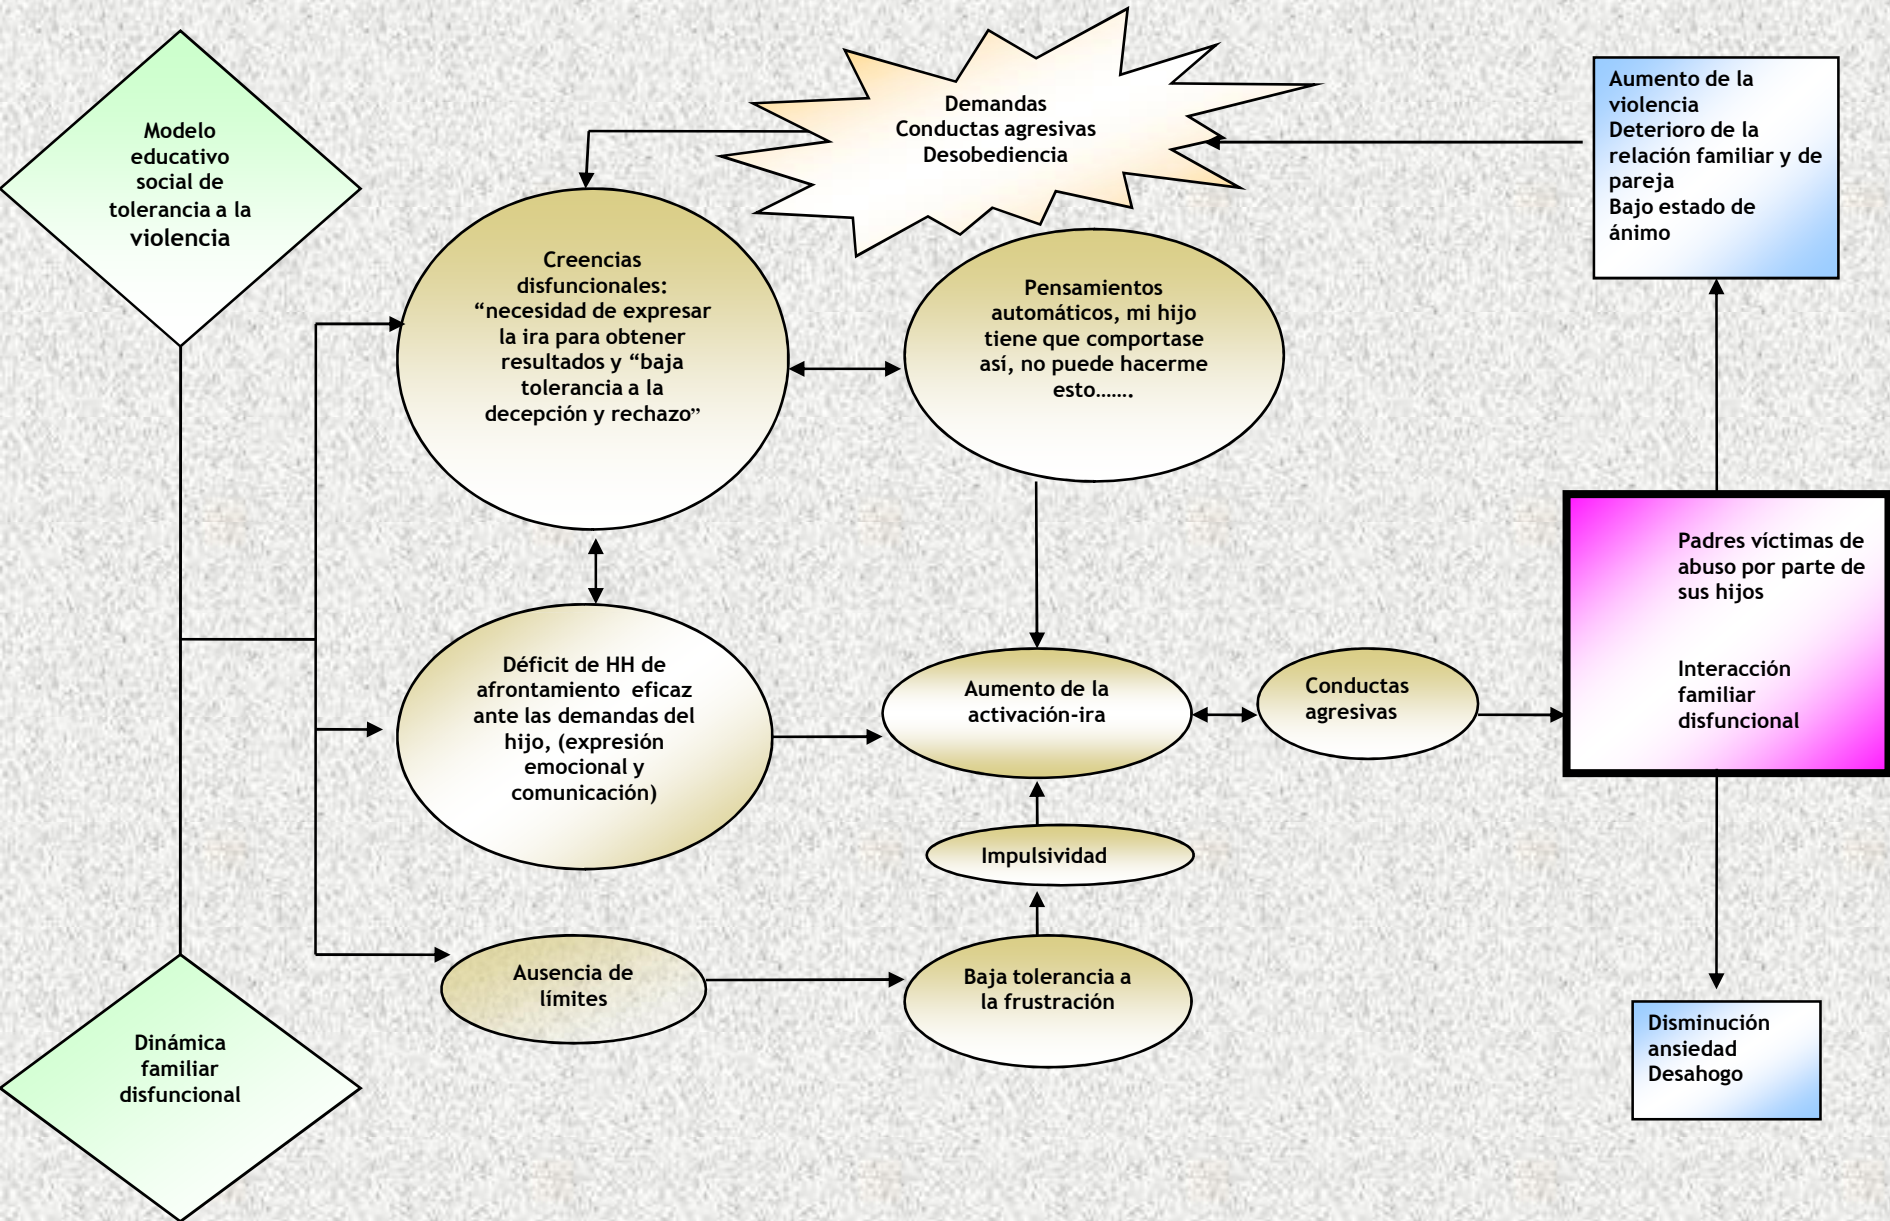 Demandas
Conductas agresivas
Desobediencia
Aumento de la
violencia
Deterioro de la
relación familiar y de
pareja
Bajo estado de
ánimo
Modelo
educativo
social de
tolerancia a la
violencia
Creencias
disfuncionales:
“necesidad de expresar
la ira para obtener
resultados y “baja
tolerancia a la
decepción y rechazo”
Pensamientos
automáticos, mi hijo
tiene que comportase
así, no puede hacerme
esto…….
Padres víctimas de
abuso por parte de
sus hijos
Interacción
familiar
disfuncional
Déficit de HH de
afrontamiento eficaz
ante las demandas del
hijo, (expresión
emocional y
comunicación)
Aumento de la
activación-ira
Conductas
agresivas
Impulsividad
Ausencia de
límites
Baja tolerancia a
la frustración
Dinámica
familiar
disfuncional
Disminución
ansiedad
Desahogo